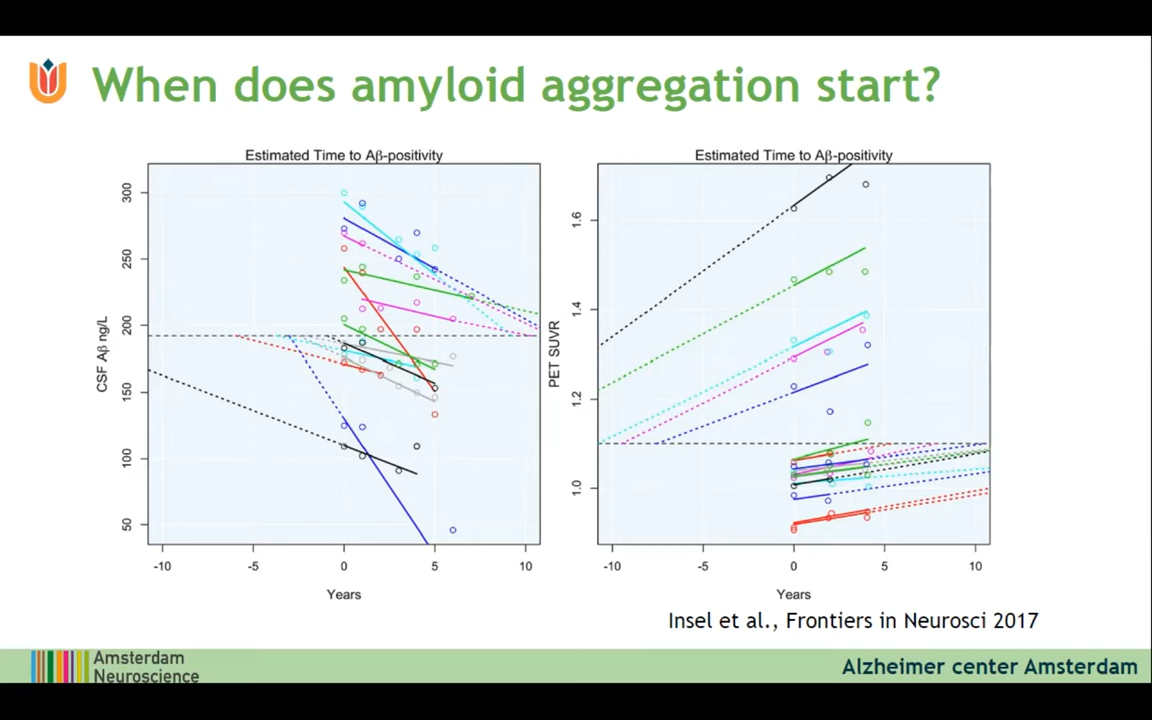 When does amyloid aggregation start?
Estimated Time to Aβ-positivity
CSF Aβ ng/L
300
250
200
150
100
50
-10 -5 0 5 10
Years
Estimated Time to Aβ-positivity
PET SUVR
1.6
1.4
1.2
1.0
-10 -5 0 5 10
Years
Insel et al., Frontiers in Neurosci 2017
Amsterdam
Neuroscience
Alzheimer center Amsterdam